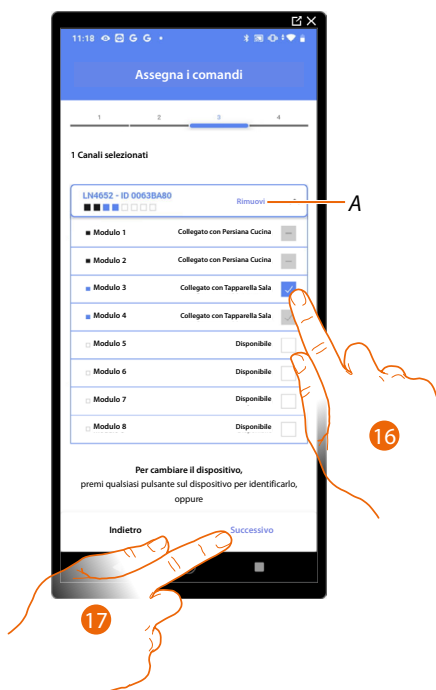 11:18 G G •
Assegna i comandi
1 2 3 4
1 Canali selezionati
LN4652 - ID 0063BA80
Rimuovi
A
Modulo 1 Collegato con Persiana Cucina
Modulo 2 Collegato con Persiana Cucina
Modulo 3 Collegato con Tapparella Sala
Modulo 4 Collegato con Tapparella Sala
Modulo 5 Disponibile
Modulo 6 Disponibile
Modulo 7 Disponibile
Modulo 8 Disponibile
16
Per cambiare il dispositivo,
premi qualsiasi pulsante sul dispositivo per identificarlo,
oppure
Indietro Successivo
17